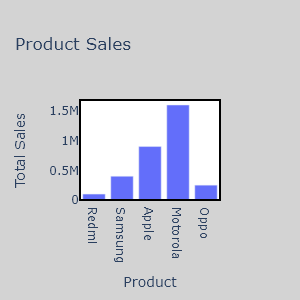 Product Sales
Total Sales
1.5M
1M
0.5M
0
RedmI
Samsung
Apple
Motorola
Oppo
Product